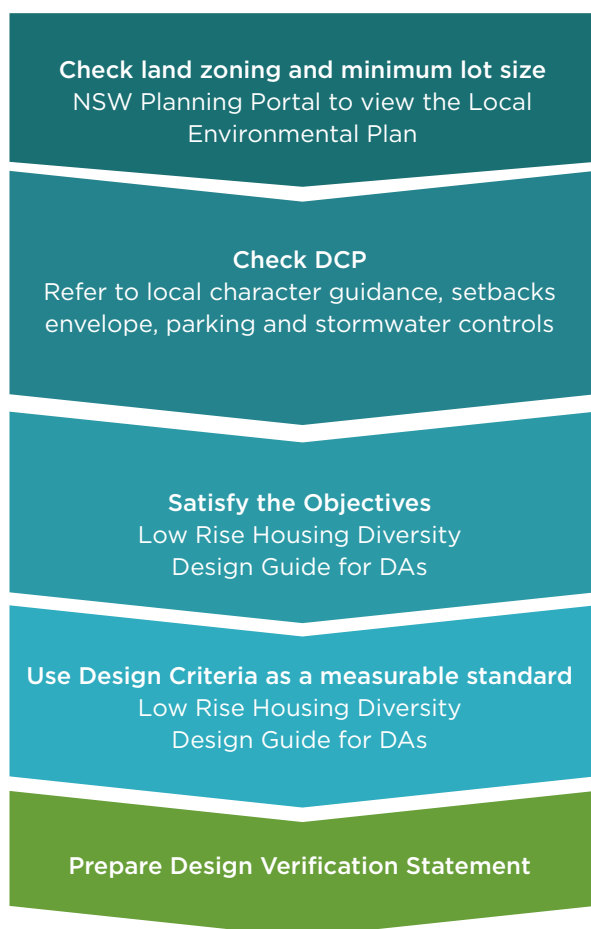 Check land zoning and minimum lot size
NSW Planning Portal to view the Local
Environmental Plan
Check DCP
Refer to local character guidance, setbacks
envelope, parking and stormwater controls
Satisfy the Objectives
Low Rise Housing Diversity
Design Guide for DAs
Use Design Criteria as a measurable standard
Low Rise Housing Diversity
Design Guide for DAs
Prepare Design Verification Statement